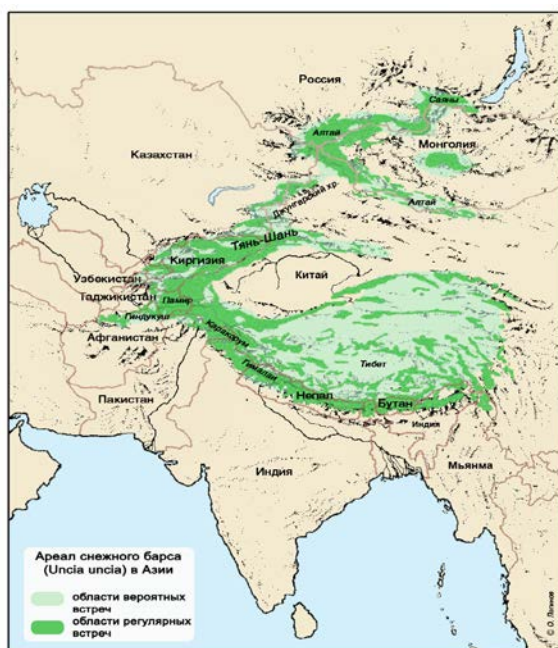 Россия
Саяны
Алтай
Монголия
Казахстан
Джунгарский хр.
Алтай
Тянь-Шань
Киргизия
Китай
Узбекистан
Таджикистан
Памир
Гиндукуш
Каракорум
Афганистан
Гималаи
Тибет
Пакистан
Непал
Бутан
Индия
Индия
Мьянма
Ареал снежного барса
(Uncia uncia) в Азии
области вероятных
встреч
области регулярных
встреч
© О. Логинов